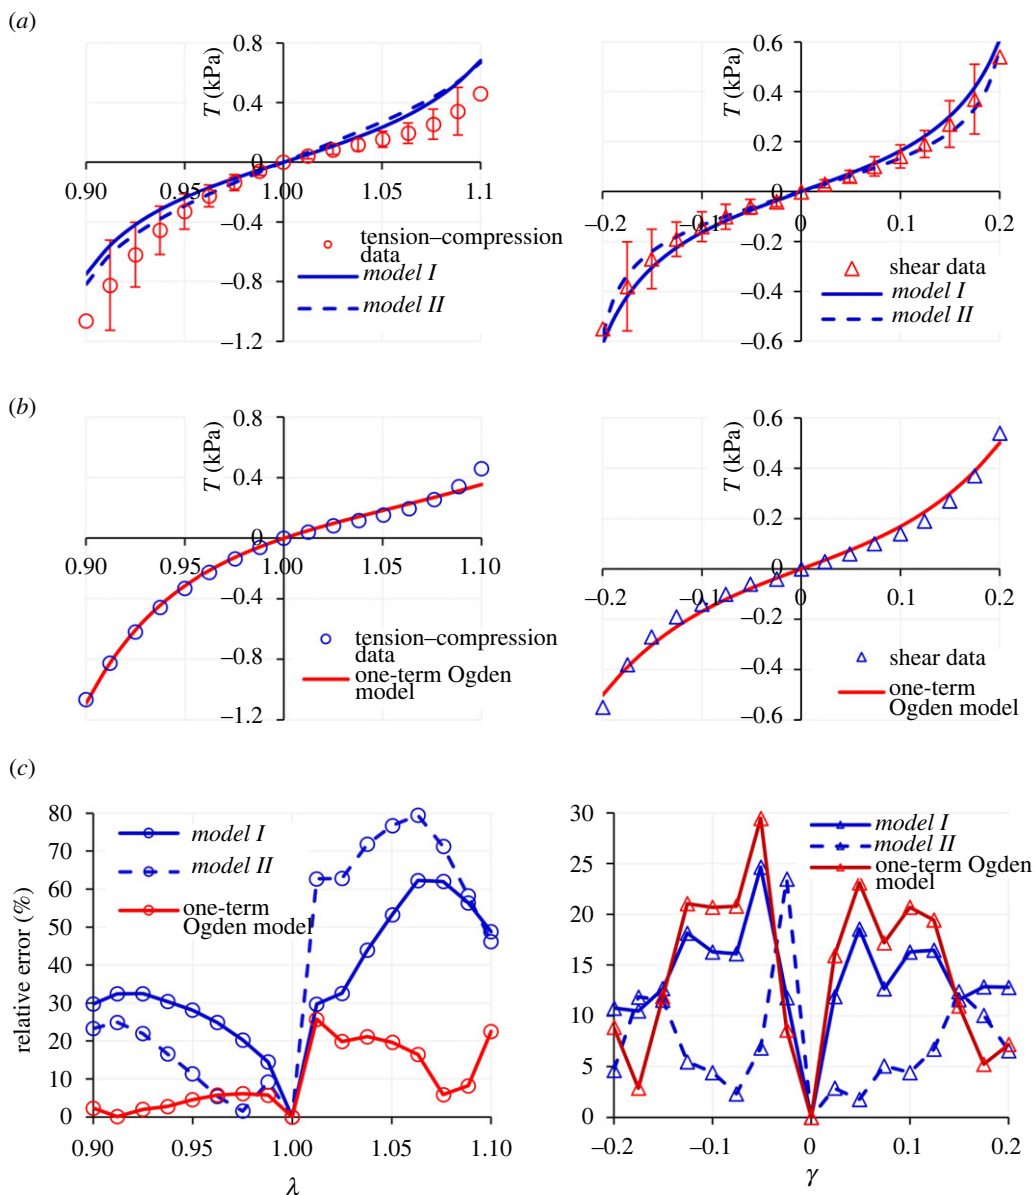 (a)
0.8
T (kPa)
0.4
0
0.90
0.95
1.00
1.05
1.1
–0.4
–0.8
–1.2
tension–compression
data
model I
model II
0.6
T (kPa)
0.4
0.2
0
–0.2
–0.1
0
0.1
0.2
–0.2
–0.4
–0.6
shear data
model I
model II
(b)
0.8
T (kPa)
0.4
0
0.90
0.95
1.00
1.05
1.10
–0.4
–0.8
–1.2
tension–compression
data
one-term Ogden
model
0.6
T (kPa)
0.4
0.2
0
–0.2
–0.1
0
0.1
0.2
–0.2
–0.4
–0.6
shear data
one-term
Ogden model
(c)
relative error (%)
80
70
60
50
40
30
20
10
0
0.90
0.95
1.00
1.05
1.10
λ
model I
model II
one-term
Ogden model
30
25
20
15
10
5
0
–0.2
–0.1
0
0.1
0.2
γ
model I
model II
one-term Ogden
model